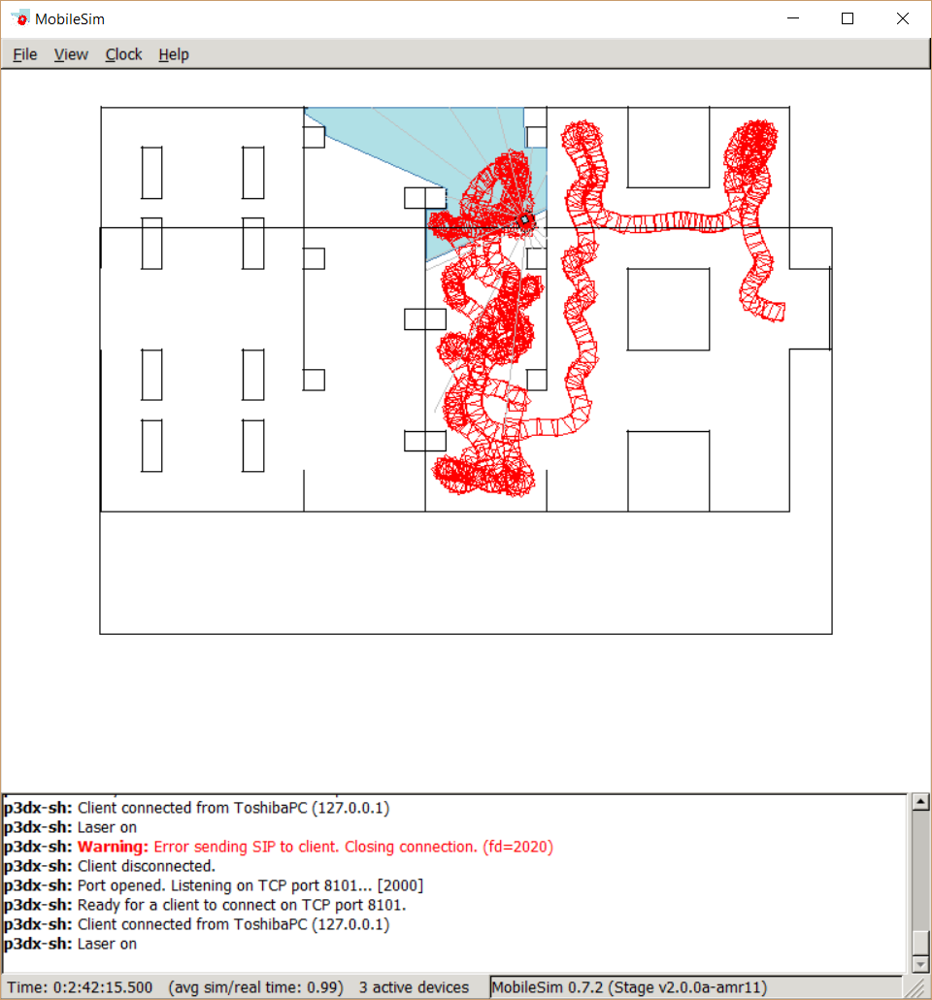 MobileSim
File View Clock Help
p3dx-sh: Client connected from ToshibaPC (127.0.0.1)
p3dx-sh: Laser on
p3dx-sh: Warning: Error sending SIP to client. Closing connection. (fd=2020)
p3dx-sh: Client disconnected.
p3dx-sh: Port opened. Listening on TCP port 8101... [2000]
p3dx-sh: Ready for a client to connect on TCP port 8101.
p3dx-sh: Client connected from ToshibaPC (127.0.0.1)
p3dx-sh: Laser on
Time: 0:2:42:15.500 (avg sim/real time: 0.99) 3 active devices MobileSim 0.7.2 (Stage v2.0.0a-amr11)